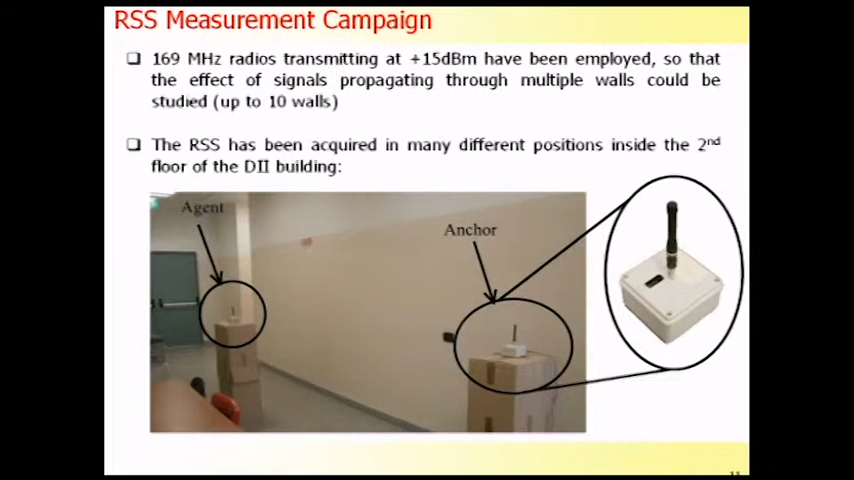 RSS Measurement Campaign
169 MHz radios transmitting at +15dBm have been employed, so that
the effect of signals propagating through multiple walls could be
studied (up to 10 walls)
The RSS has been acquired in many different positions inside the 2nd
floor of the DII building:
Agent
Anchor